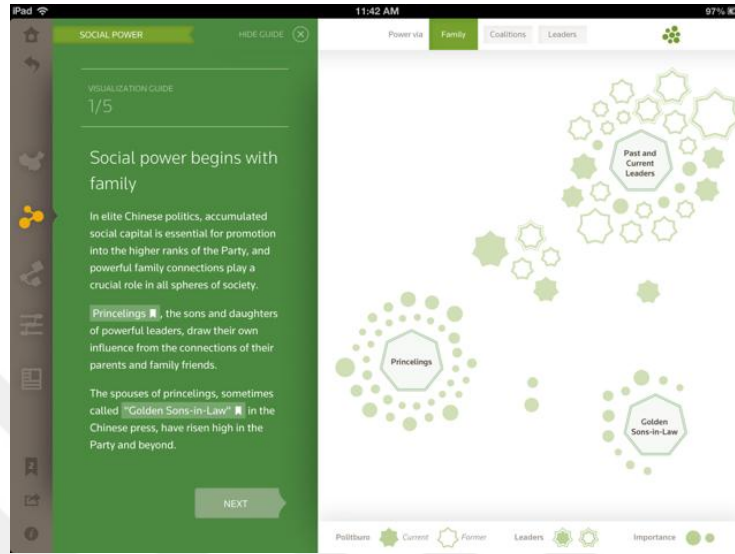 iPad
11:42 AM
97%
SOCIAL POWER
HIDE GUIDE
VISUALIZATION GUIDE
1/5
Social power begins with
family
In elite Chinese politics, accumulated
social capital is essential for promotion
into the higher ranks of the Party, and
powerful family connections play a
crucial role in all spheres of society.
Princelings , the sons and daughters
of powerful leaders, draw their own
influence from the connections of their
parents and family friends.
The spouses of princelings, sometimes
called "Golden Sons-in-Law" in the
Chinese press, have risen high in the
Party and beyond.
NEXT
2
Power via Family Coalitions Leaders
Past and
Current
Leaders
Princelings
Golden
Sons-in-Law
Politburo Current Former Leaders Importance